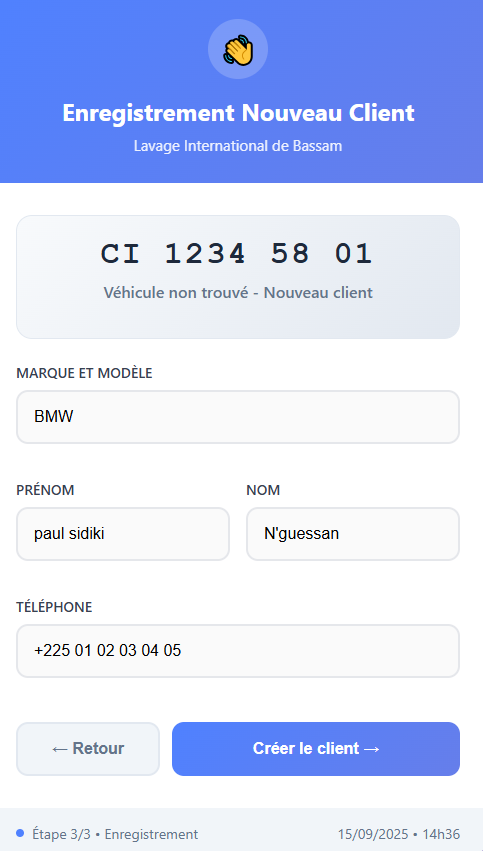 Enregistrement Nouveau Client
Lavage International de Bassam
CI 1234 58 01
Véhicule non trouvé - Nouveau client
MARQUE ET MODÈLE
BMW
PRÉNOM
NOM
paul sidiki
N'guessan
TÉLÉPHONE
+225 01 02 03 04 05
← Retour
Créer le client →
Étape 3/3 • Enregistrement
15/09/2025 • 14h36